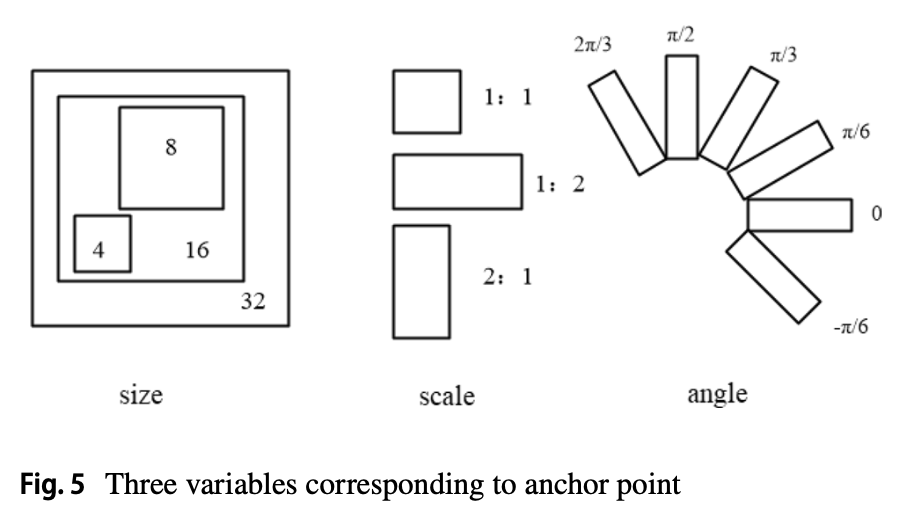 8
4
16
32
size
1: 1
1: 2
2: 1
scale
2π/3
π/2
π/3
π/6
0
-π/6
angle
Fig. 5 Three variables corresponding to anchor point